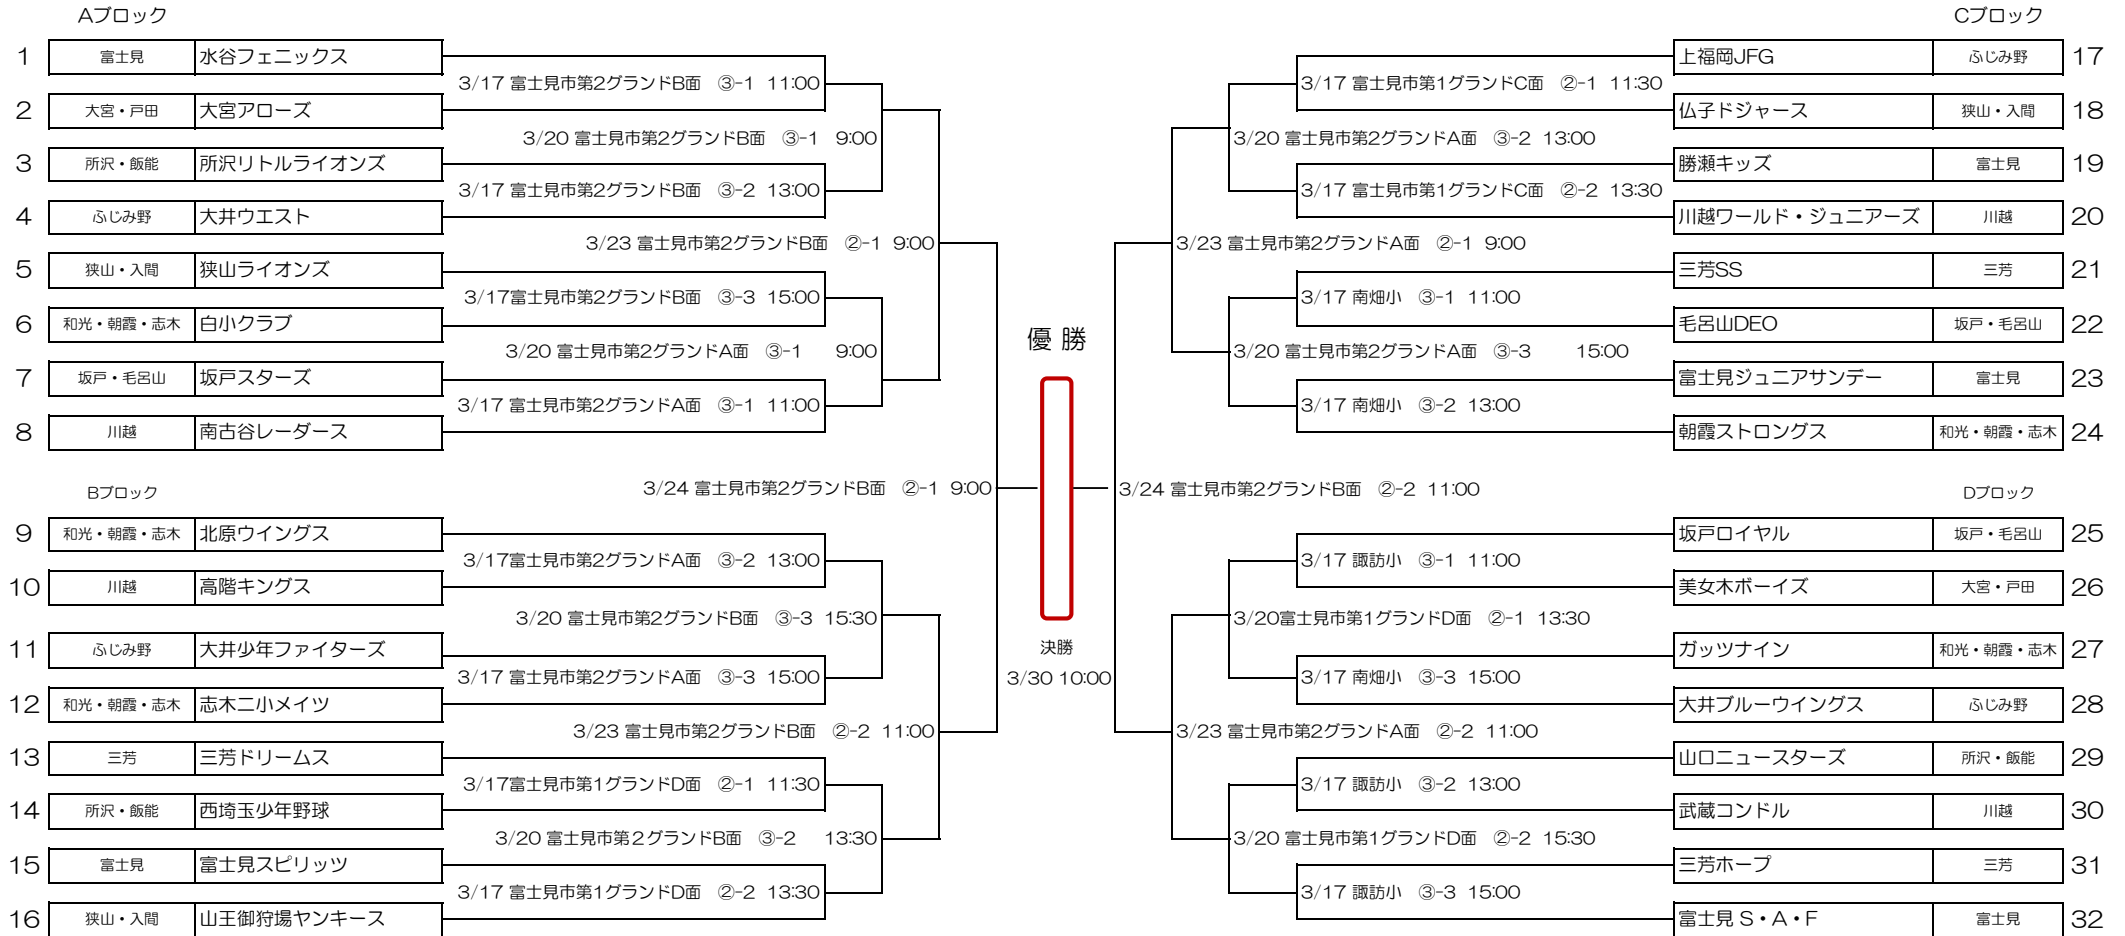 Aブロック
1 富士見 水谷フェニックス
3/17 富士見市第2グランドB面 ③-1 11:00
2 大宮・戸田 大宮アローズ
3/20 富士見市第2グランドB面 ③-1 9:00
3 所沢・飯能 所沢リトルライオンズ
3/17 富士見市第2グランドB面 ③-2 13:00
4 ふじみ野 大井ウエスト
3/23 富士見市第2グランドB面 ②-1 9:00
5 狭山・入間 狭山ライオンズ
3/17富士見市第2グランドB面 ③-3 15:00
6 和光・朝霞・志木 白小クラブ
3/20 富士見市第2グランドA面 ③-1 9:00
7 坂戸・毛呂山 坂戸スターズ
3/17 富士見市第2グランドA面 ③-1 11:00
8 川越 南古谷レーダース
3/24 富士見市第2グランドB面 ②-1 9:00
Bブロック
9 和光・朝霞・志木 北原ウイングス
3/17富士見市第2グランドA面 ③-2 13:00
10 川越 高階キングス
3/20 富士見市第2グランドB面 ③-3 15:30
11 ふじみ野 大井少年ファイターズ
3/17 富士見市第2グランドA面 ③-3 15:00
12 和光・朝霞・志木 志木二小メイツ
3/23 富士見市第2グランドB面 ②-2 11:00
13 三芳 三芳ドリームス
3/17富士見市第1グランドD面 ②-1 11:30
14 所沢・飯能 西埼玉少年野球
3/20 富士見市第2グランドB面 ③-2 13:30
15 富士見 富士見スピリッツ
3/17 富士見市第1グランドD面 ②-2 13:30
16 狭山・入間 山王御狩場ヤンキース
優 勝
決勝
3/30 10:00
Cブロック
上福岡JFG ふじみ野 17
3/17 富士見市第1グランドC面 ②-1 11:30
仏子ドジャース 狭山・入間 18
3/20 富士見市第2グランドA面 ③-2 13:00
勝瀬キッズ 富士見 19
3/17 富士見市第1グランドC面 ②-2 13:30
川越ワールド・ジュニアーズ 川越 20
3/23 富士見市第2グランドA面 ②-1 9:00
三芳SS 三芳 21
3/17 南畑小 ③-1 11:00
毛呂山DEO 坂戸・毛呂山 22
3/20 富士見市第2グランドA面 ③-3 15:00
富士見ジュニアサンデー 富士見 23
3/17 南畑小 ③-2 13:00
朝霞ストロングス 和光・朝霞・志木 24
3/24 富士見市第2グランドB面 ②-2 11:00
Dブロック
坂戸ロイヤル 坂戸・毛呂山 25
3/17 諏訪小 ③-1 11:00
美女木ボーイズ 大宮・戸田 26
3/20富士見市第1グランドD面 ②-1 13:30
ガッツナイン 和光・朝霞・志木 27
3/17 南畑小 ③-3 15:00
大井ブルーウイングス ふじみ野 28
3/23 富士見市第2グランドA面 ②-2 11:00
山口ニュースターズ 所沢・飯能 29
3/17 諏訪小 ③-2 13:00
武蔵コンドル 川越 30
3/20 富士見市第1グランドD面 ②-2 15:30
三芳ホープ 三芳 31
3/17 諏訪小 ③-3 15:00
富士見 S・A・F 富士見 32